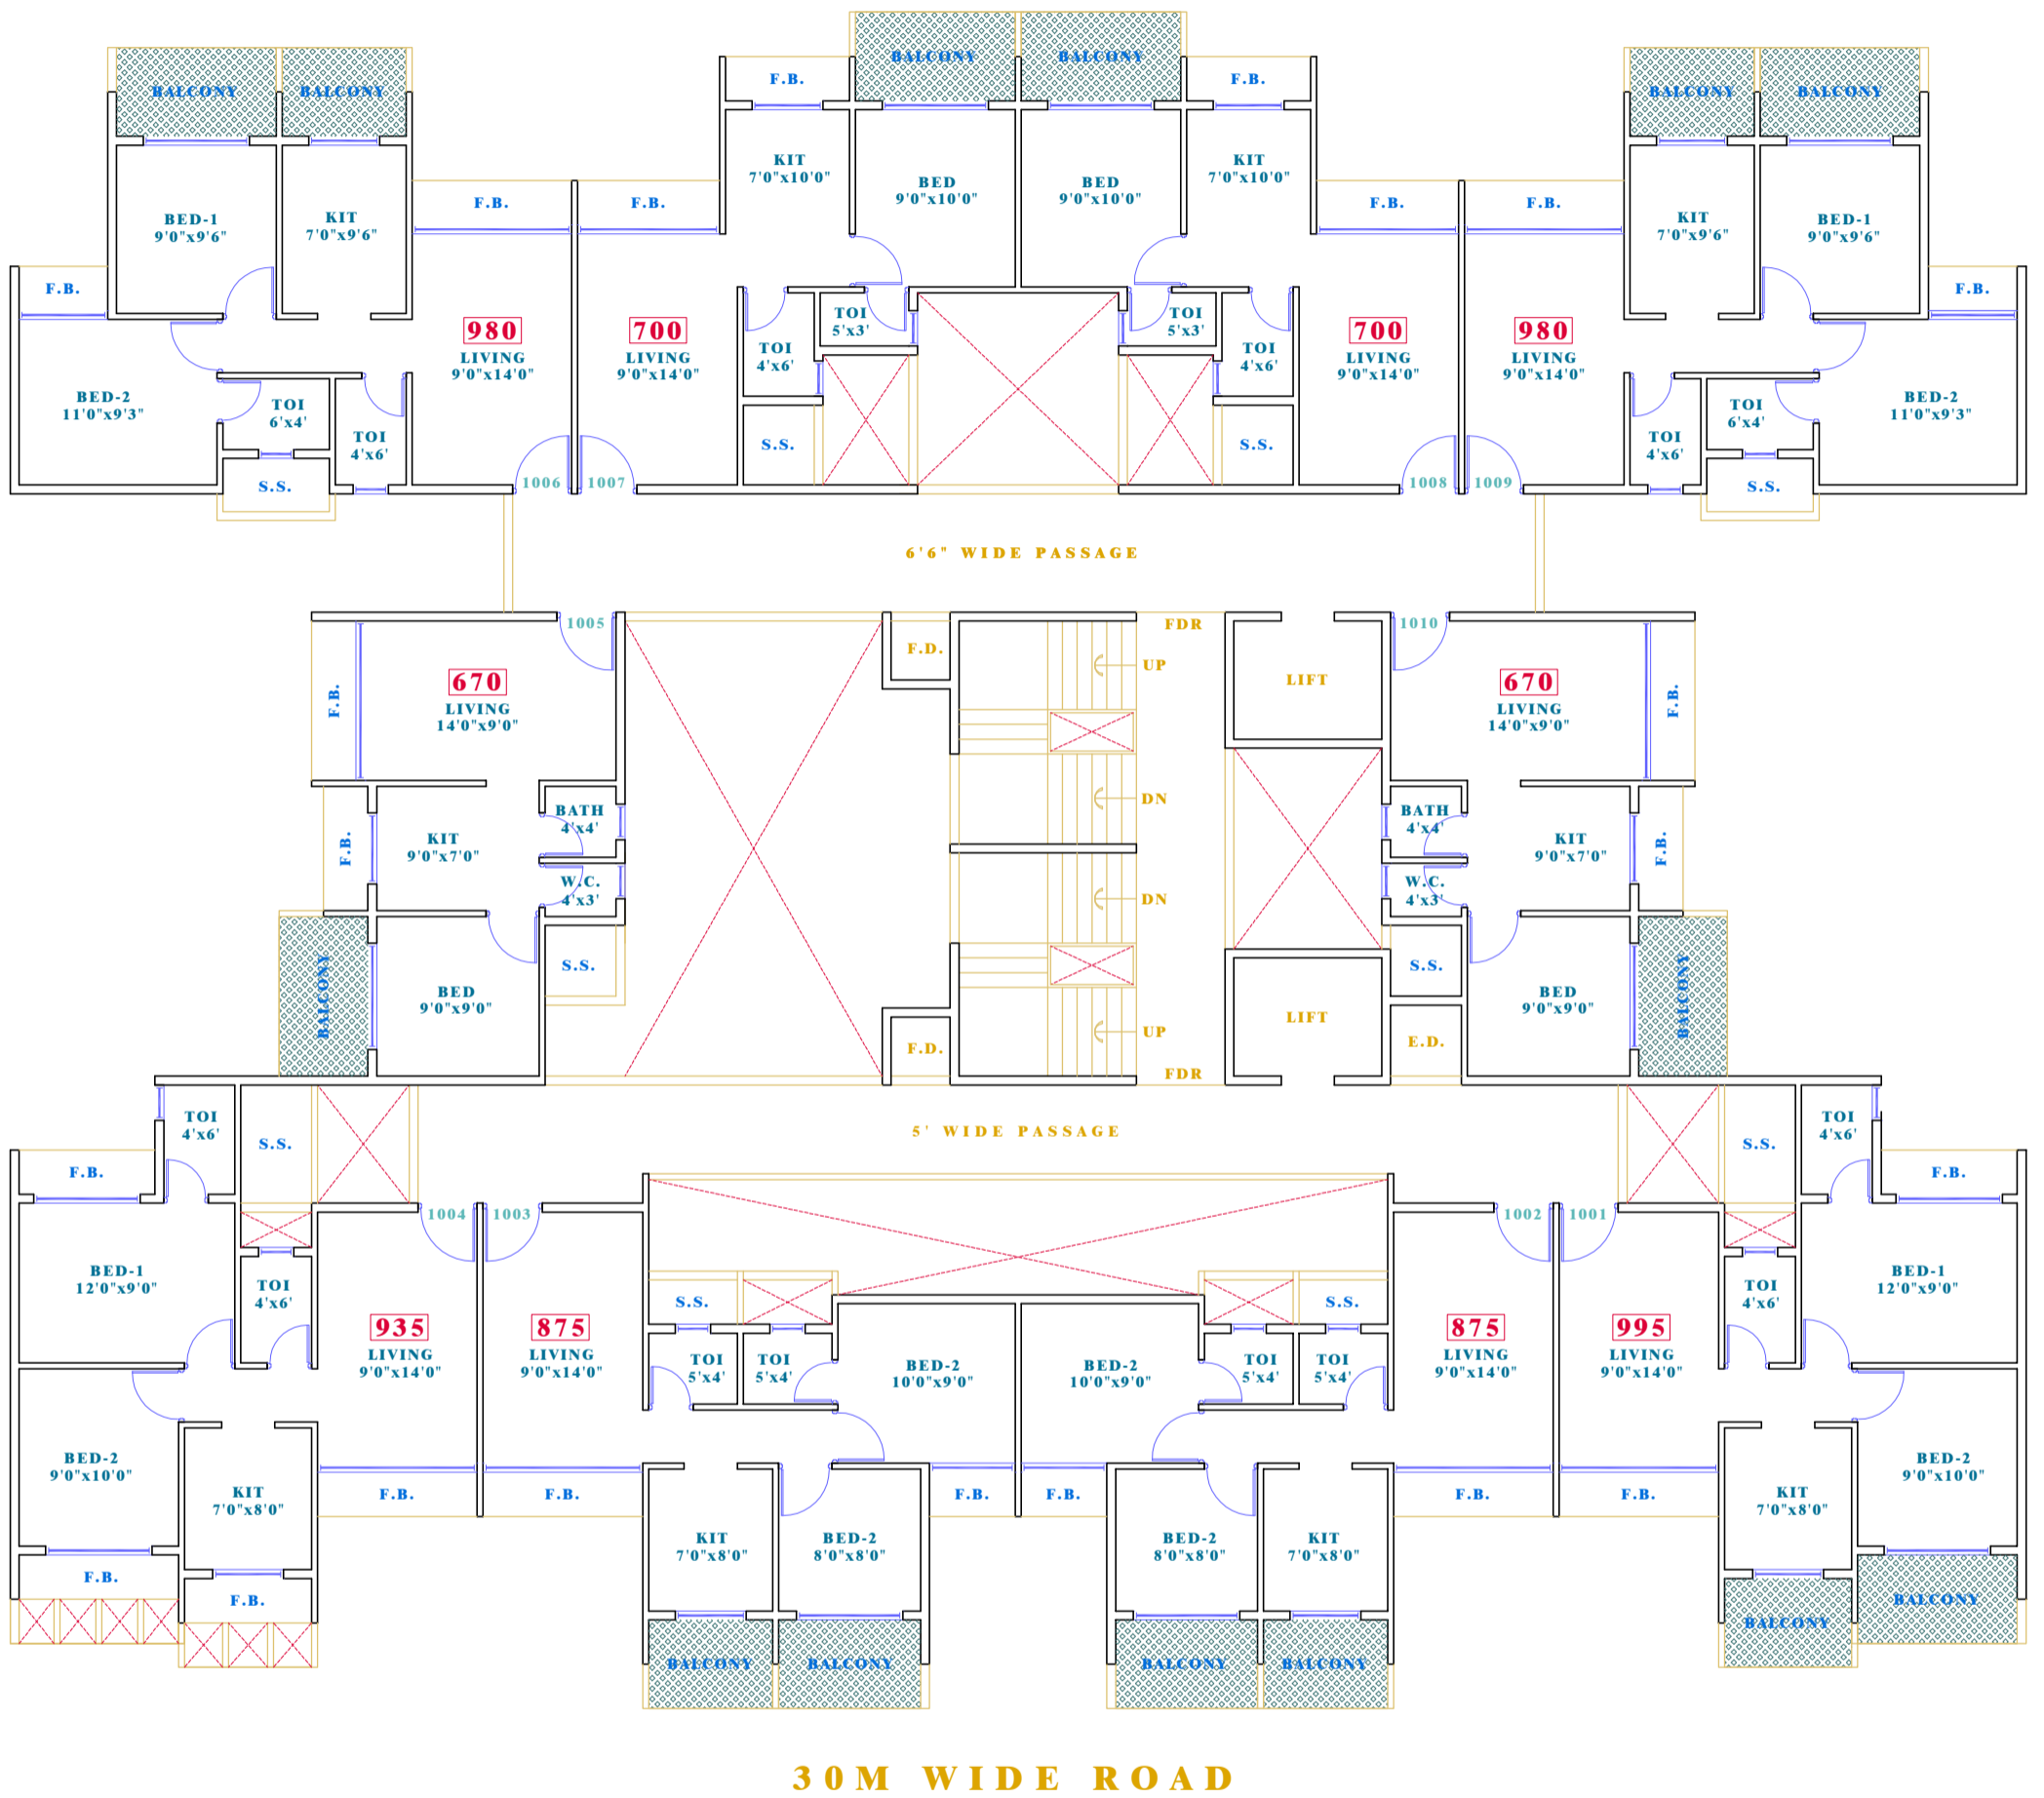 BALCONY
BALCONY
F.B.
BALCONY
BALCONY
F.B.
BALCONY
BALCONY
BED-1
9'0"x9'6"
KIT
7'0"x9'6"
F.B.
F.B.
KIT
7'0"x10'0"
BED
9'0"x10'0"
BED
9'0"x10'0"
KIT
7'0"x10'0"
F.B.
F.B.
KIT
7'0"x9'6"
BED-1
9'0"x9'6"
F.B.
F.B.
980
LIVING
9'0"x14'0"
700
LIVING
9'0"x14'0"
TOI
4'x6'
TOI
5'x3'
TOI
5'x3'
TOI
4'x6'
700
LIVING
9'0"x14'0"
980
LIVING
9'0"x14'0"
BED-2
11'0"x9'3"
TOI
6'x4'
TOI
4'x6'
S.S.
S.S.
S.S.
TOI
4'x6'
TOI
6'x4'
BED-2
11'0"x9'3"
S.S.
1006
1007
1008
1009
S.S.
6'6" WIDE PASSAGE
1005
F.D.
FDR
1010
UP
F.B.
670
LIVING
14'0"x9'0"
LIFT
670
LIVING
14'0"x9'0"
F.B.
DN
F.B.
KIT
9'0"x7'0"
BATH
4'x4'
BATH
4'x4'
KIT
9'0"x7'0"
F.B.
W.C.
4'x3'
DN
W.C.
4'x3'
BALCONY
BED
9'0"x9'0"
S.S.
S.S.
BED
9'0"x9'0"
BALCONY
UP
LIFT
F.D.
E.D.
FDR
TOI
4'x6'
S.S.
5' WIDE PASSAGE
S.S.
TOI
4'x6'
F.B.
F.B.
1004
1003
1002
1001
BED-1
12'0"x9'0"
TOI
4'x6'
S.S.
S.S.
TOI
4'x6'
BED-1
12'0"x9'0"
935
LIVING
9'0"x14'0"
875
LIVING
9'0"x14'0"
TOI
5'x4'
TOI
5'x4'
BED-2
10'0"x9'0"
BED-2
10'0"x9'0"
TOI
5'x4'
TOI
5'x4'
875
LIVING
9'0"x14'0"
995
LIVING
9'0"x14'0"
BED-2
9'0"x10'0"
KIT
7'0"x8'0"
F.B.
F.B.
F.B.
F.B.
F.B.
F.B.
KIT
7'0"x8'0"
BED-2
9'0"x10'0"
KIT
7'0"x8'0"
BED-2
8'0"x8'0"
BED-2
8'0"x8'0"
KIT
7'0"x8'0"
F.B.
F.B.
BALCONY
BALCONY
BALCONY
BALCONY
BALCONY
BALCONY
30M WIDE ROAD